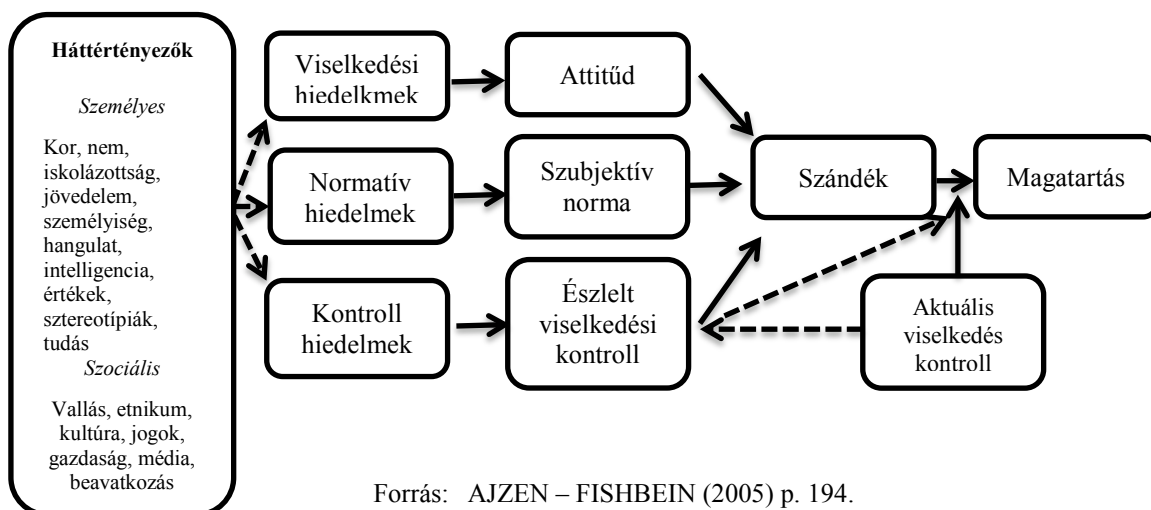 Háttértényezők
Személyes
Kor, nem,
iskolázottság,
jövedelem,
személyiség,
hangulat,
intelligencia,
értékek,
sztereotípiák,
tudás
Szociális
Vallás, etnikum,
kultúra, jogok,
gazdaság, média,
beavatkozás
Viselkedési
hiedelkmek
Normatív
hiedelmek
Kontroll
hiedelmek
Attitűd
Szubjektív
norma
Észlelt
viselkedési
kontroll
Szándék
Magatartás
Aktuális
viselkedés
kontroll
Forrás: AJZEN – FISHBEIN (2005) p. 194.